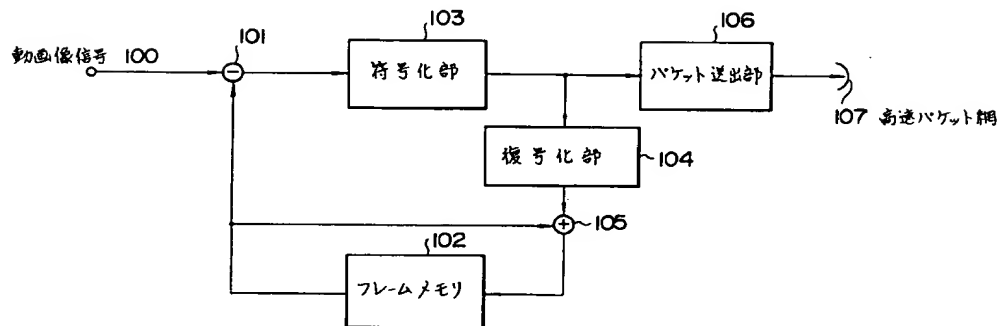 動画像信号 100
101
103
符号化部
106
パケット送出部
107 高速パケット網
復号化部
104
105
102
フレームメモリ